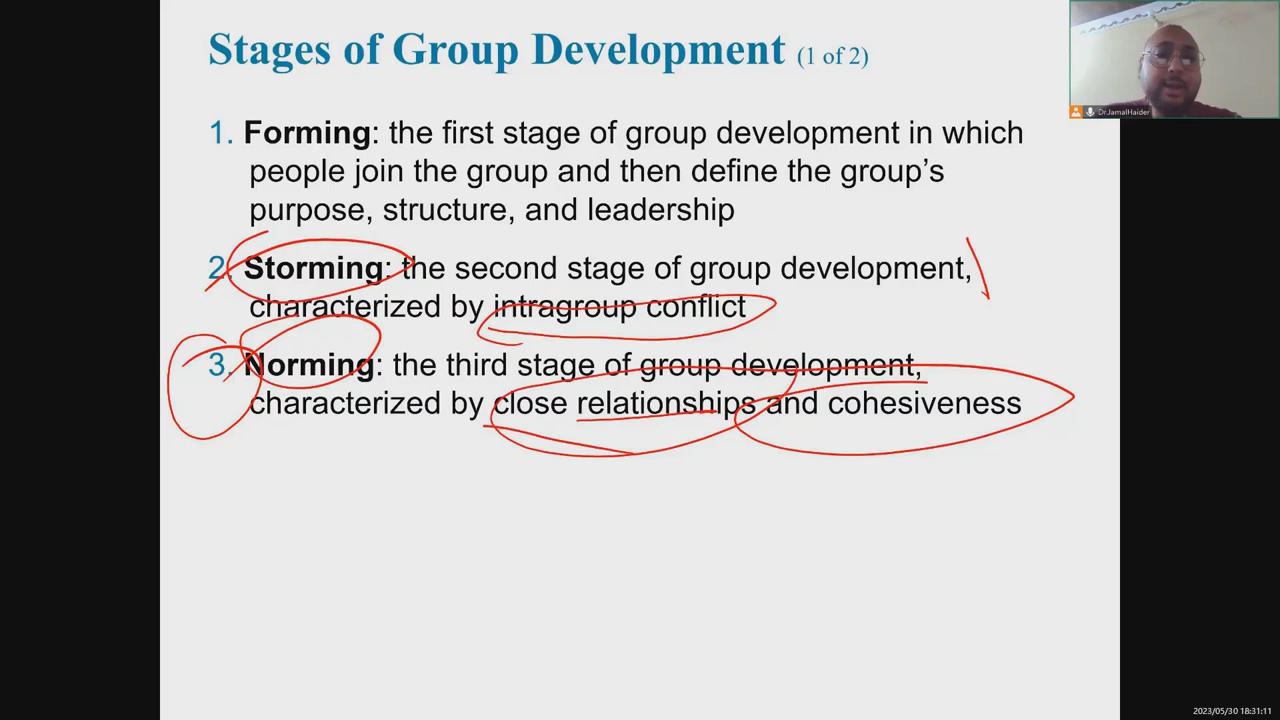 Stages of Group Development (1 of 2)
DrJamalHaider
1. Forming: the first stage of group development in which
people join the group and then define the group’s
purpose, structure, and leadership
2. Storming: the second stage of group development,
characterized by intragroup conflict
3. Norming: the third stage of group development,
characterized by close relationships and cohesiveness
2023/05/30 18:31:11